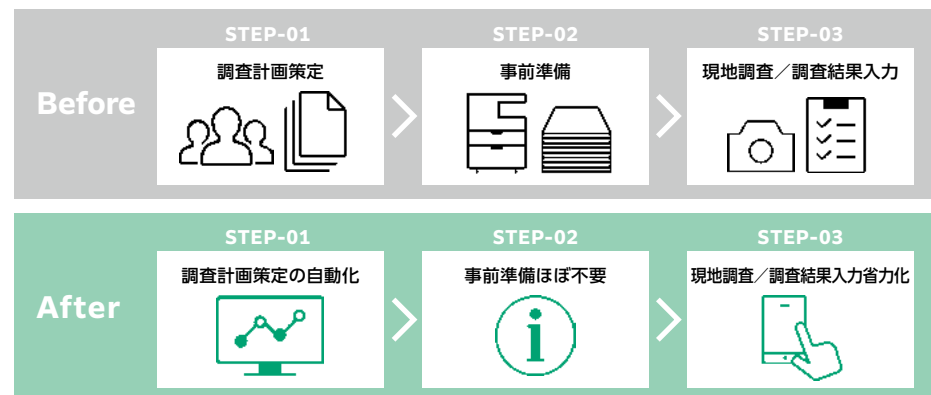 Before
STEP-01
調査計画策定
STEP-02
事前準備
STEP-03
現地調査／調査結果入力
After
STEP-01
調査計画策定の自動化
STEP-02
事前準備ほぼ不要
STEP-03
現地調査／調査結果入力省力化